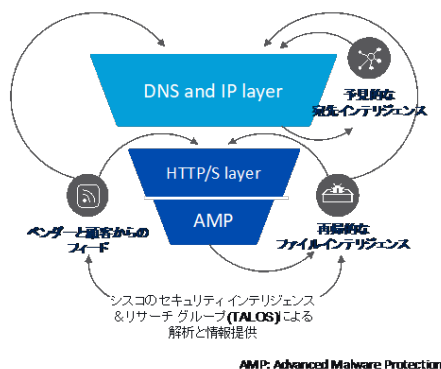 DNS and IP layer
予見的な
宛先インテリジェンス
HTTP/S layer
AMP
ベンダーと顧客からの
フィード
再帰的な
ファイルインテリジェンス
シスコのセキュリティ インテリジェンス
&リサーチ グループ(TALOS)による
解析と情報提供
AMP: Advanced Malware Protection